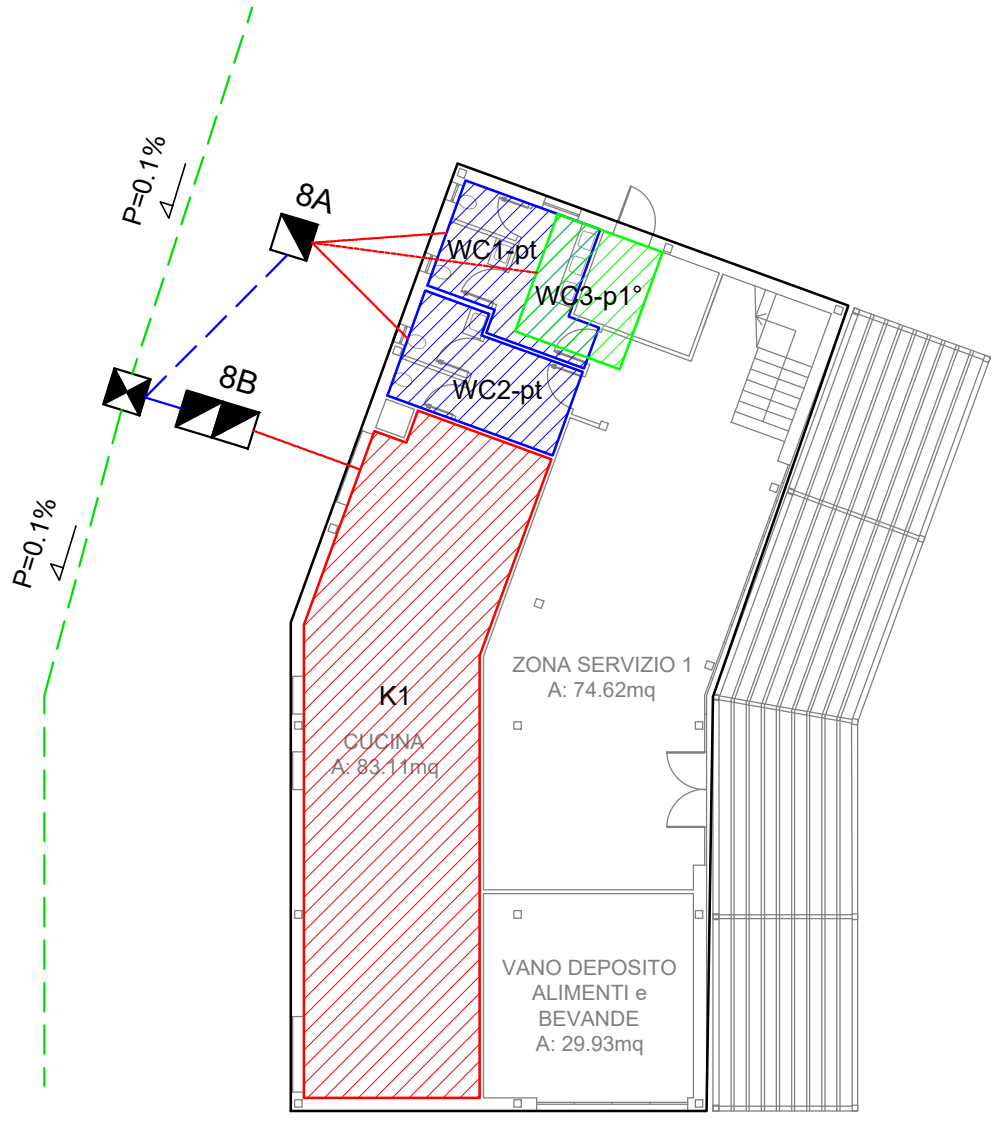 P=0.1%
8A
WC1-pt
WC3-p1°
8B
WC2-pt
P=0.1%
ZONA SERVIZIO 1
A: 74.62mq
K1
CUCINA
A: 83.11mq
VANO DEPOSITO
ALIMENTI e
BEVANDE
A: 29.93mq